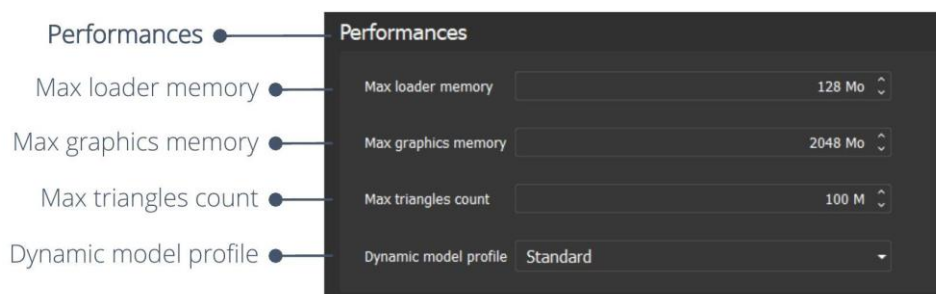 Performances
Performances
Max loader memory
Max loader memory
128 Mo
Max graphics memory
Max graphics memory
2048 Mo
Max triangles count
Max triangles count
100 M
Dynamic model profile
Dynamic model profile
Standard